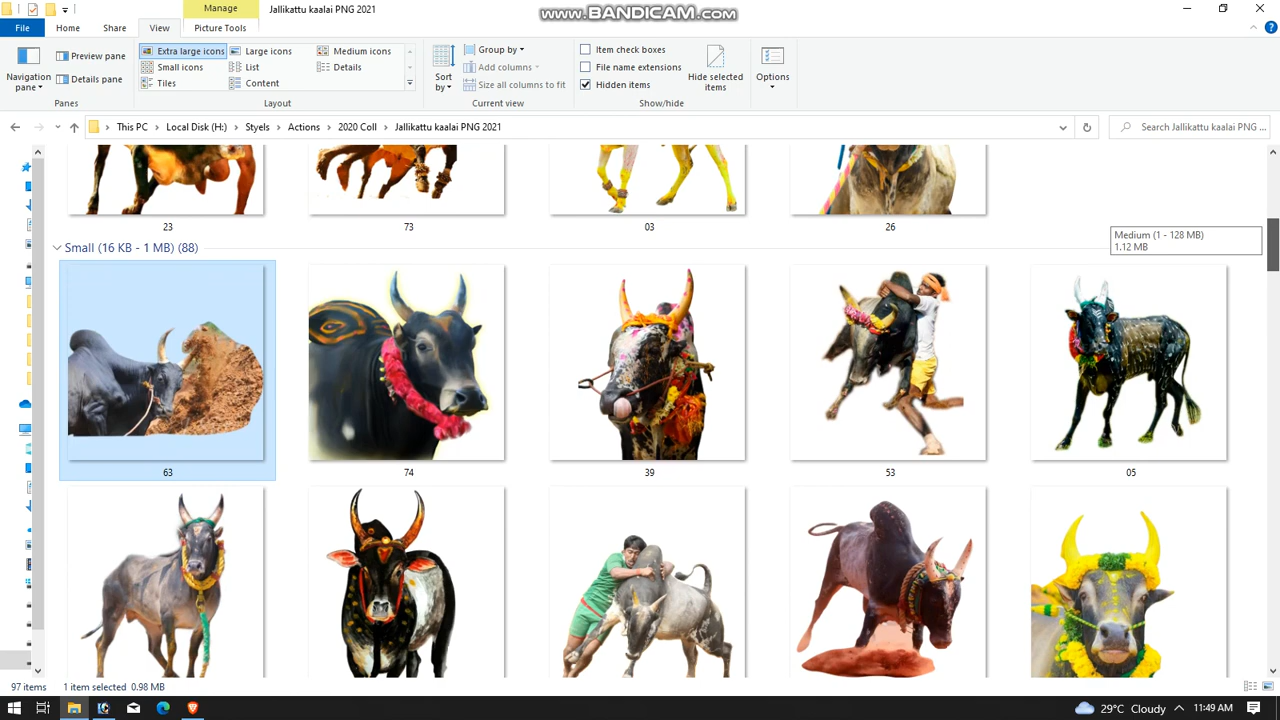 Manage
Jallikattu kaalai PNG 2021
www.BANDICAM.com
File
Home
Share
View
Picture Tools
Navigation pane
Preview pane
Details pane
Panes
Extra large icons
Large icons
Medium icons
Small icons
List
Details
Tiles
Content
Layout
Sort by
Group by
Add columns
Size all columns to fit
Current view
Item check boxes
File name extensions
Hidden items
Hide selected items
Show/hide
Options
This PC > Local Disk (H:) > Styels > Actions > 2020 Coll > Jallikattu kaalai PNG 2021
Search Jallikattu kaalai PNG ...
23
73
03
26
Small (16 KB - 1 MB) (88)
Medium (1 - 128 MB)
1.12 MB
63
74
39
53
05
97 items
1 item selected 0.98 MB
29°C Cloudy
11:49 AM